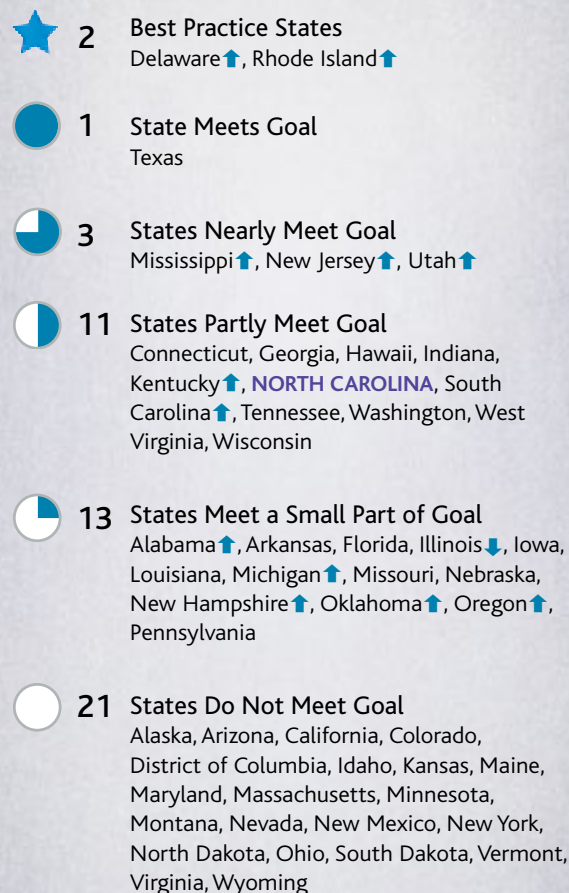 2 Best Practice States
Delaware⬆, Rhode Island⬆
1 State Meets Goal
Texas
3 States Nearly Meet Goal
Mississippi⬆, New Jersey⬆, Utah⬆
11 States Partly Meet Goal
Connecticut, Georgia, Hawaii, Indiana,
Kentucky⬆, NORTH CAROLINA, South
Carolina⬆, Tennessee, Washington, West
Virginia, Wisconsin
13 States Meet a Small Part of Goal
Alabama⬆, Arkansas, Florida, Illinois⬇, Iowa,
Louisiana, Michigan⬆, Missouri, Nebraska,
New Hampshire⬆, Oklahoma⬆, Oregon⬆,
Pennsylvania
21 States Do Not Meet Goal
Alaska, Arizona, California, Colorado,
District of Columbia, Idaho, Kansas, Maine,
Maryland, Massachusetts, Minnesota,
Montana, Nevada, New Mexico, New York,
North Dakota, Ohio, South Dakota, Vermont,
Virginia, Wyoming